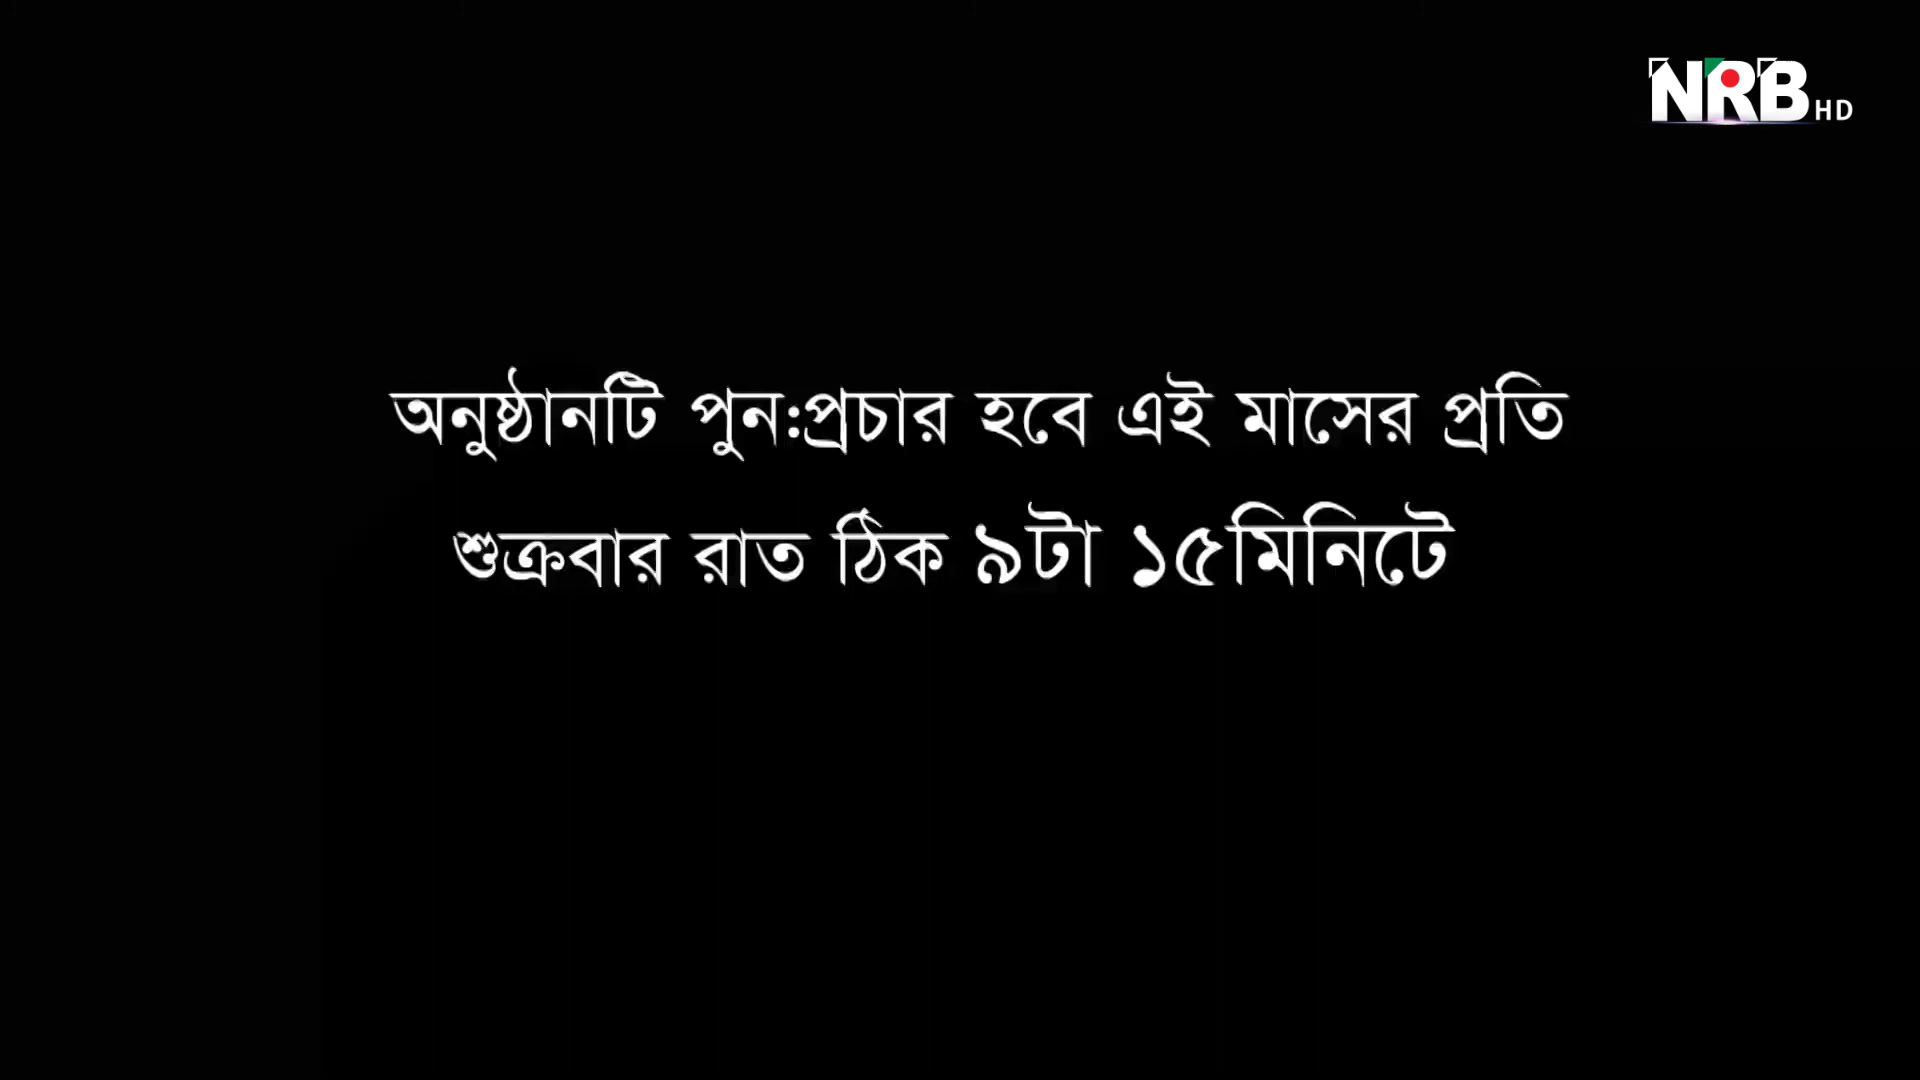 NRB HD
অনুষ্ঠানটি পুন:প্রচার হবে এই মাসের প্রতি
শুক্রবার রাত ঠিক ৯টা ১৫মিনিটে